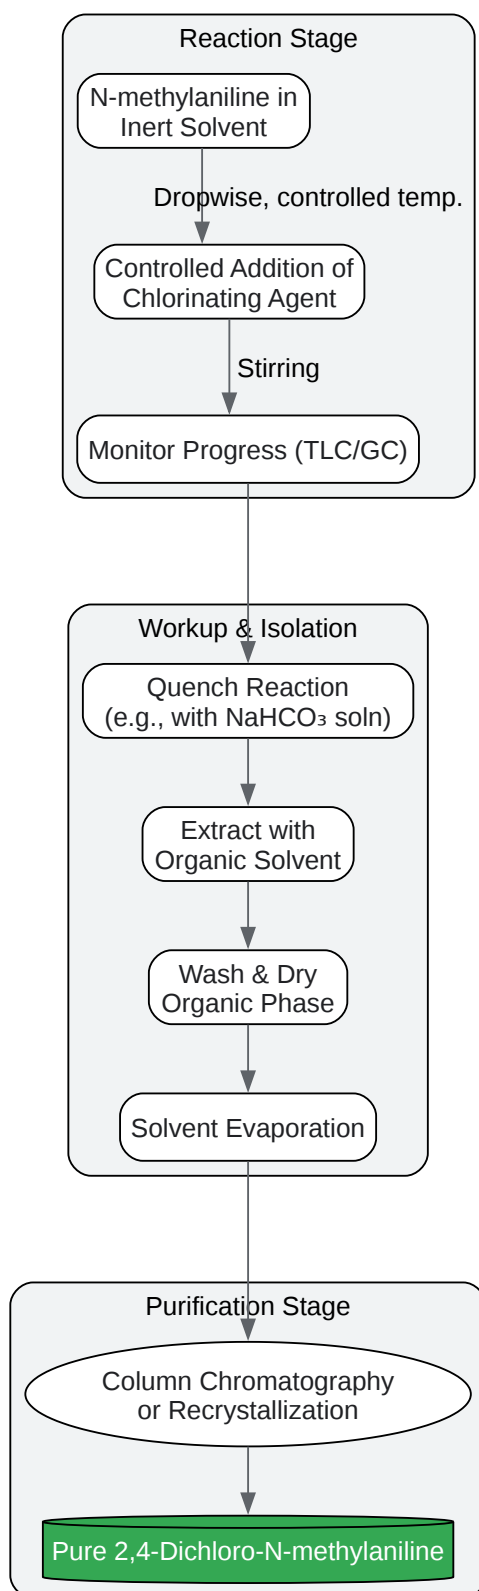 Reaction Stage
N-methylaniline in
Inert Solvent
Dropwise, controlled temp.
Controlled Addition of
Chlorinating Agent
Stirring
Monitor Progress (TLC/GC)
Workup & Isolation
Quench Reaction
(e.g., with NaHCO₃ soln)
Extract with
Organic Solvent
Wash & Dry
Organic Phase
Solvent Evaporation
Purification Stage
Column Chromatography
or Recrystallization
Pure 2,4-Dichloro-N-methylaniline